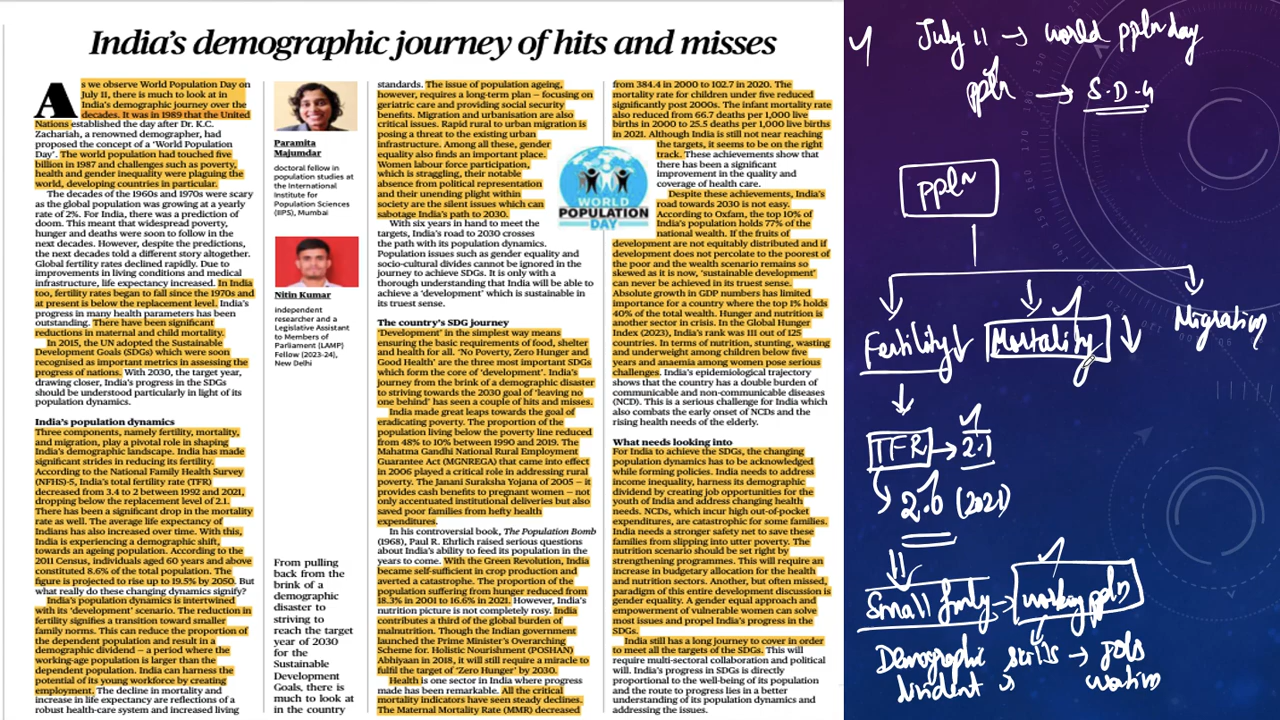 India's demographic journey of hits and misses
As we observe World Population Day on
July 11, there is much to look at in
India's demographic journey over the
decades. It was in 1989 that the United
Nations established the day after Dr. K.C.
Zachariah, a renowned demographer, had
proposed the concept of a 'World Population
Day'. The world population had touched five
billion in 1987 and challenges such as poverty,
health and gender inequality were plaguing the
world, developing countries in particular.
The decades of the 1960s and 1970s were scary
as the global population was growing at a yearly
rate of 2%. For India, there was a prediction of
doom. This meant that widespread poverty,
hunger and deaths were soon to follow in the
next decades. However, despite the predictions,
the next decades told a different story altogether.
Global fertility rates declined rapidly. Due to
improvements in living conditions and medical
infrastructure, life expectancy increased. In India
too, fertility rates began to fall since the 1970s and
at present is below the replacement level. India's
progress in many health parameters has been
outstanding. There have been significant
reductions in maternal and child mortality.
In 2015, the UN adopted the Sustainable
Development Goals (SDGs) which were soon
recognised as important metrics in assessing the
progress of nations. With 2030, the target year,
drawing closer, India's progress in the SDGs
should be understood particularly in light of its
population dynamics.
India's population dynamics
Three components, namely fertility, mortality,
and migration, play a pivotal role in shaping
India's demographic landscape. India has made
significant strides in reducing its fertility.
According to the National Family Health Survey
(NFHS)-5, India's total fertility rate (TFR)
decreased from 3.4 to 2 between 1992 and 2021,
dropping below the replacement level of 2.1.
There has been a significant drop in the mortality
rate as well. The average life expectancy of
Indians has also increased over time. With this,
India is experiencing a demographic shift,
towards an ageing population. According to the
2011 Census, individuals aged 60 years and above
constituted 8.6% of the total population. The
figure is projected to rise up to 19.5% by 2050. But
what really do these changing dynamics signify?
India's population dynamics is intertwined
with its 'development' scenario. The reduction in
fertility signifies a transition toward smaller
family norms. This can reduce the proportion of
the dependent population and result in a
demographic dividend — a period where the
working-age population is larger than the
dependent population. India can harness the
potential of its young workforce by creating
employment. The decline in mortality and
increase in life expectancy are reflections of a
robust health-care system and increased living
Paramita
Majumdar
doctoral fellow in
population studies at
the International
Institute for
Population Sciences
(IIPS), Mumbai
Nitin Kumar
independent
researcher and a
Legislative Assistant
to Members of
Parliament (LAMP)
Fellow (2023-24),
New Delhi
From pulling
back from the
brink of a
demographic
disaster to
striving to
reach the target
year of 2030
for the
Sustainable
Development
Goals, there is
much to look at
in the country
standards. The issue of population ageing,
however, requires a long-term plan — focusing on
geriatric care and providing social security
benefits. Migration and urbanisation are also
critical issues. Rapid rural to urban migration is
posing a threat to the existing urban
infrastructure. Among all these, gender
equality also finds an important place.
Women labour force participation,
which is straggling, their notable
absence from political representation
and their unending plight within
society are the silent issues which can
sabotage India's path to 2030.
With six years in hand to meet the
targets, India's road to 2030 crosses
the path with its population dynamics.
Population issues such as gender equality and
socio-cultural divides cannot be ignored in the
journey to achieve SDGs. It is only with a
thorough understanding that India will be able to
achieve a 'development' which is sustainable in
its truest sense.
The country's SDG journey
'Development' in the simplest way means
ensuring the basic requirements of food, shelter
and health for all. 'No Poverty, Zero Hunger and
Good Health' are the three most important SDGs
which form the core of 'development'. India's
journey from the brink of a demographic disaster
to striving towards the 2030 goal of 'leaving no
one behind' has seen a couple of hits and misses.
India made great leaps towards the goal of
eradicating poverty. The proportion of the
population living below the poverty line reduced
from 48% to 10% between 1990 and 2019. The
Mahatma Gandhi National Rural Employment
Guarantee Act (MGNREGA) that came into effect
in 2006 played a critical role in addressing rural
poverty. The Janani Suraksha Yojana of 2005 — it
provides cash benefits to pregnant women — not
only accentuated institutional deliveries but also
saved poor families from hefty health
expenditures.
In his controversial book, The Population Bomb
(1968), Paul R. Ehrlich raised serious questions
about India's ability to feed its population in the
years to come. With the Green Revolution, India
became self-sufficient in crop production and
averted a catastrophe. The proportion of the
population suffering from hunger reduced from
18.3% in 2001 to 16.6% in 2021. However, India's
nutrition picture is not completely rosy. India
contributes a third of the global burden of
malnutrition. Though the Indian government
launched the Prime Minister's Overarching
Scheme for. Holistic Nourishment (POSHAN)
Abhiyaan in 2018, it will still require a miracle to
fulfil the target of 'Zero Hunger' by 2030.
Health is one sector in India where progress
made has been remarkable. All the critical
mortality indicators have seen steady declines.
The Maternal Mortality Rate (MMR) decreased
WORLD
POPULATION
DAY
from 384.4 in 2000 to 102.7 in 2020. The
mortality rate for children under five reduced
significantly post 2000s. The infant mortality rate
also reduced from 66.7 deaths per 1,000 live
births in 2000 to 25.5 deaths per 1,000 live births
in 2021. Although India is still not near reaching
the targets, it seems to be on the right
track. These achievements show that
there has been a significant
improvement in the quality and
coverage of health care.
Despite these achievements, India's
road towards 2030 is not easy.
According to Oxfam, the top 10% of
India's population holds 77% of the
national wealth. If the fruits of
development are not equitably distributed and if
development does not percolate to the poorest of
the poor and the wealth scenario remains so
skewed as it is now, 'sustainable development'
can never be achieved in its truest sense.
Absolute growth in GDP numbers has limited
importance for a country where the top 1% holds
40% of the total wealth. Hunger and nutrition is
another sector in crisis. In the Global Hunger
Index (2023), India's rank was 111 out of 125
countries. In terms of nutrition, stunting, wasting
and underweight among children below five
years and anaemia among women pose serious
challenges. India's epidemiological trajectory
shows that the country has a double burden of
communicable and non-communicable diseases
(NCD). This is a serious challenge for India which
also combats the early onset of NCDs and the
rising health needs of the elderly.
What needs looking into
For India to achieve the SDGs, the changing
population dynamics has to be acknowledged
while forming policies. India needs to address
income inequality, harness its demographic
dividend by creating job opportunities for the
youth of India and address changing health
needs. NCDs, which incur high out-of-pocket
expenditures, are catastrophic for some families.
India needs a stronger safety net to save these
families from slipping into utter poverty. The
nutrition scenario should be set right by
strengthening programmes. This will require an
increase in budgetary allocation for the health
and nutrition sectors. Another, but often missed,
paradigm of this entire development discussion is
gender equality. A gender equal approach and
empowerment of vulnerable women can solve
most issues and propel India's progress in the
SDGs.
India still has a long journey to cover in order
to meet all the targets of the SDGs. This will
require multi-sectoral collaboration and political
will. India's progress in SDGs is directly
proportional to the well-being of its population
and the route to progress lies in a better
understanding of its population dynamics and
addressing the issues.
July 11 → world ppln day
ppln → S.D.G
ppln
Fertility ↓ Mortality ↓ Migration
TFR → 2.1
2.0 (2021)
Small fmly → working ppln
Demographic skills → jobs